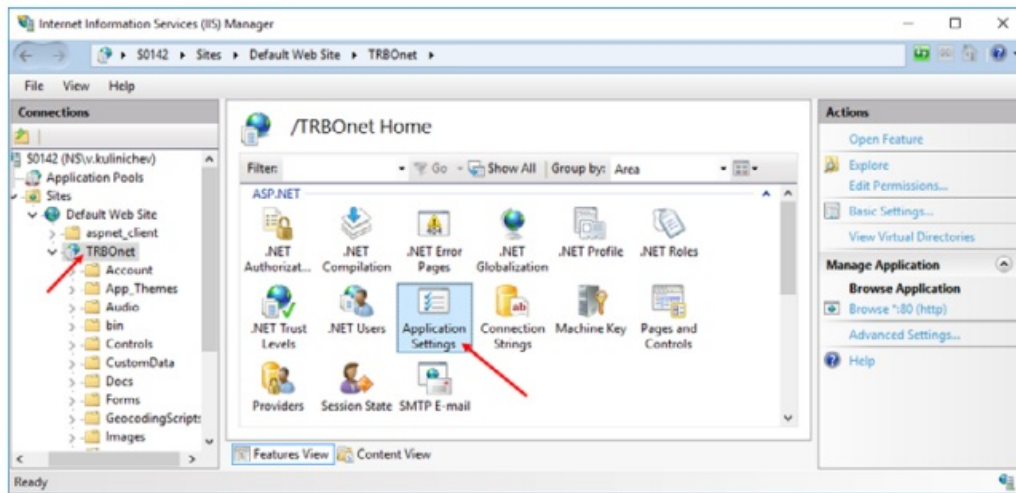 Internet Information Services (IIS) Manager
S0142 Sites Default Web Site TRBOnet
File View Help
Connections
S0142 (NS\v.kulinichev)
Application Pools
Sites
Default Web Site
aspnet_client
TRBOnet
Account
App_Themes
Audio
bin
Controls
CustomData
Docs
Forms
GeocodingScripts
Images
/TRBOnet Home
Filter: Go Show All Group by: Area
ASP.NET
.NET Authorizat...
.NET Compilation
.NET Error Pages
.NET Globalization
.NET Profile
.NET Roles
.NET Trust Levels
.NET Users
Application Settings
Connection Strings
Machine Key
Pages and Controls
Providers
Session State
SMTP E-mail
Features View Content View
Actions
Open Feature
Explore
Edit Permissions...
Basic Settings...
View Virtual Directories
Manage Application
Browse Application
Browse *:80 (http)
Advanced Settings...
Help
Ready